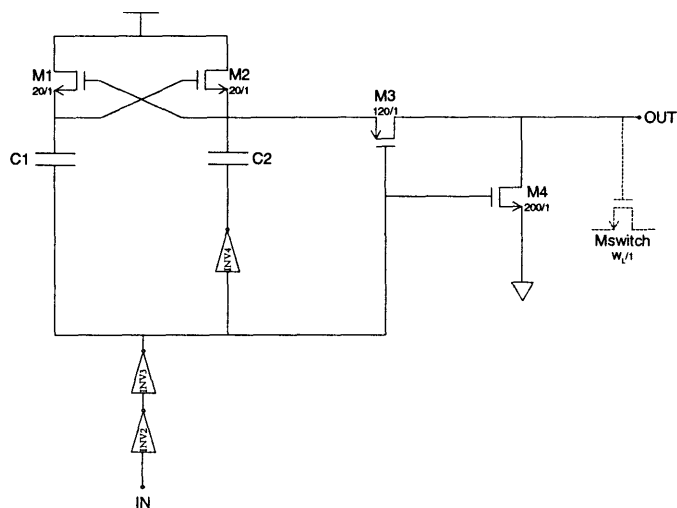 M1
20/1
M2
20/1
M3
120/1
OUT
C1
C2
M4
200/1
Mswitch
WL/1
INV4
INV3
INV2
IN